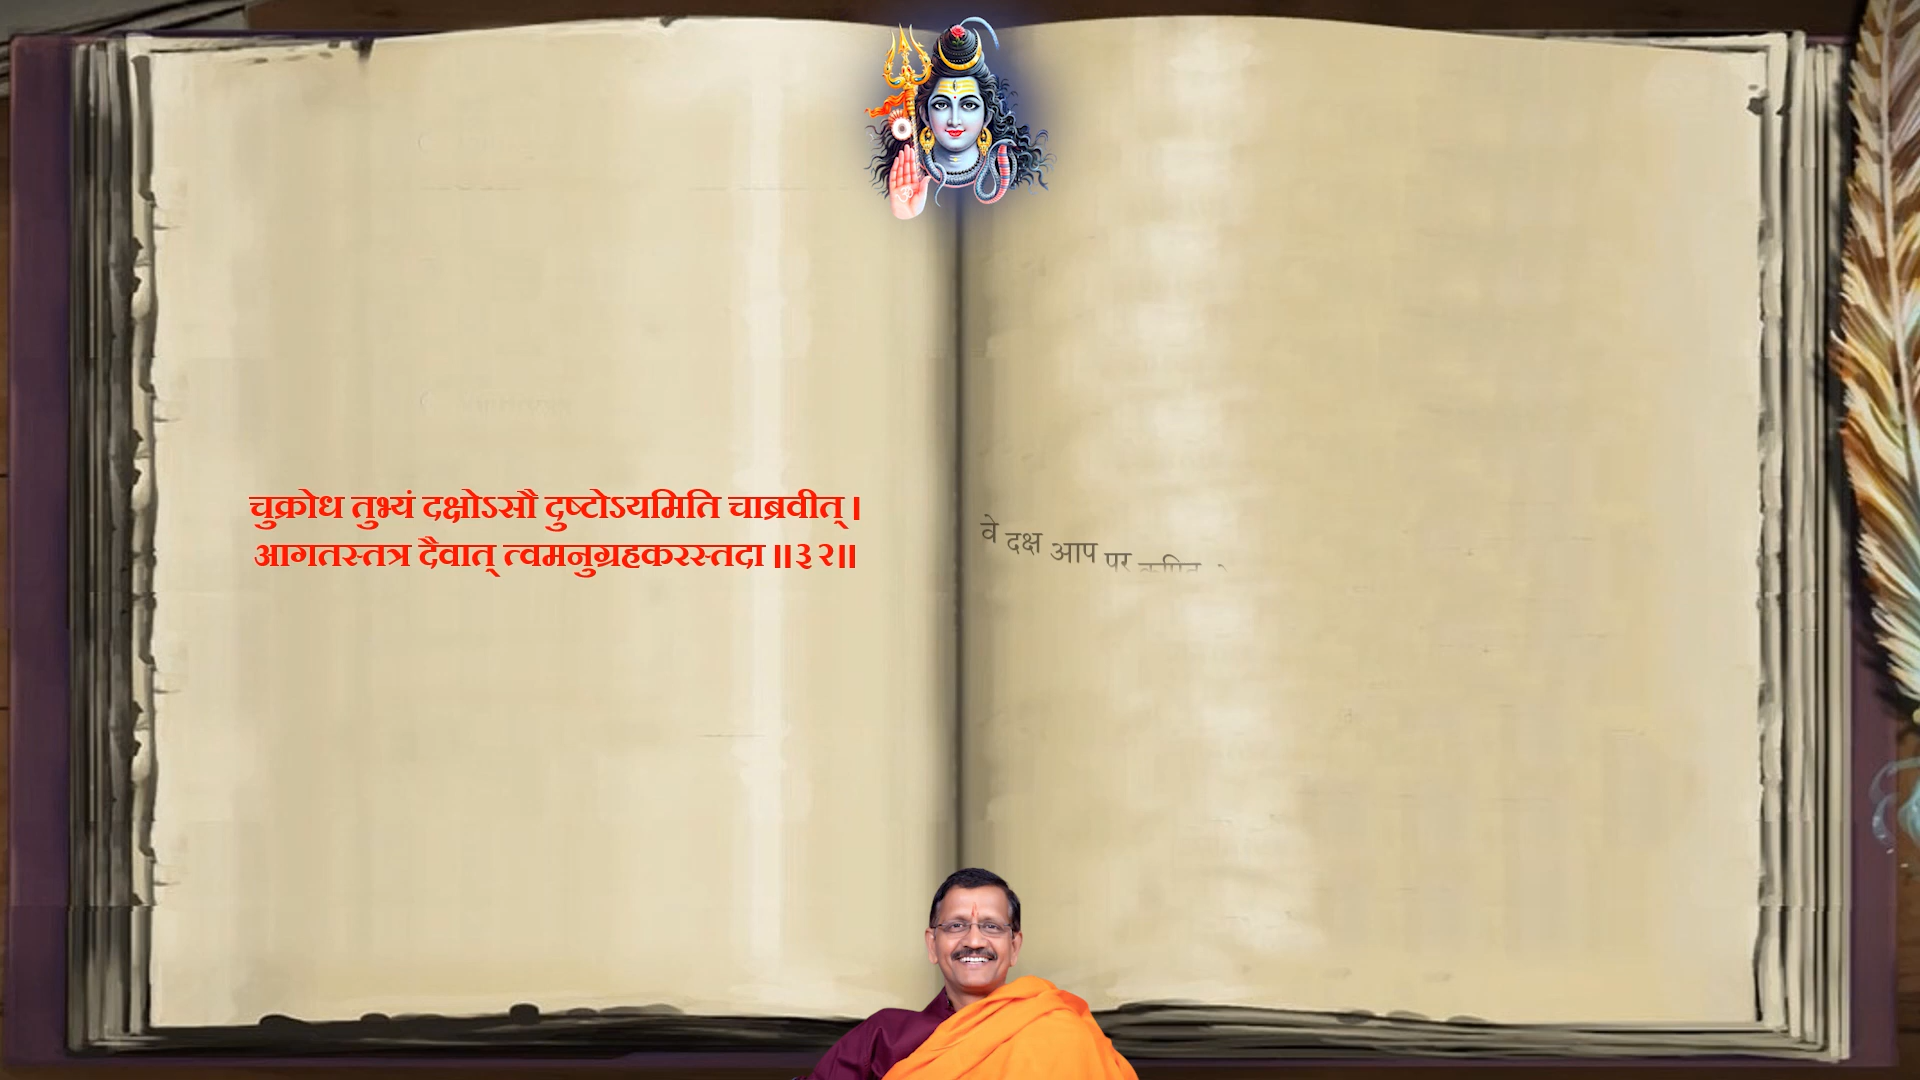 चुक्रोध तुभ्यं दक्षोऽसौ दुष्टोऽयमिति चाब्रवीत् ।
आगतस्तत्र दैवात् त्वमनुग्रहकरस्तदा ॥३२॥
वे दक्ष आप पर